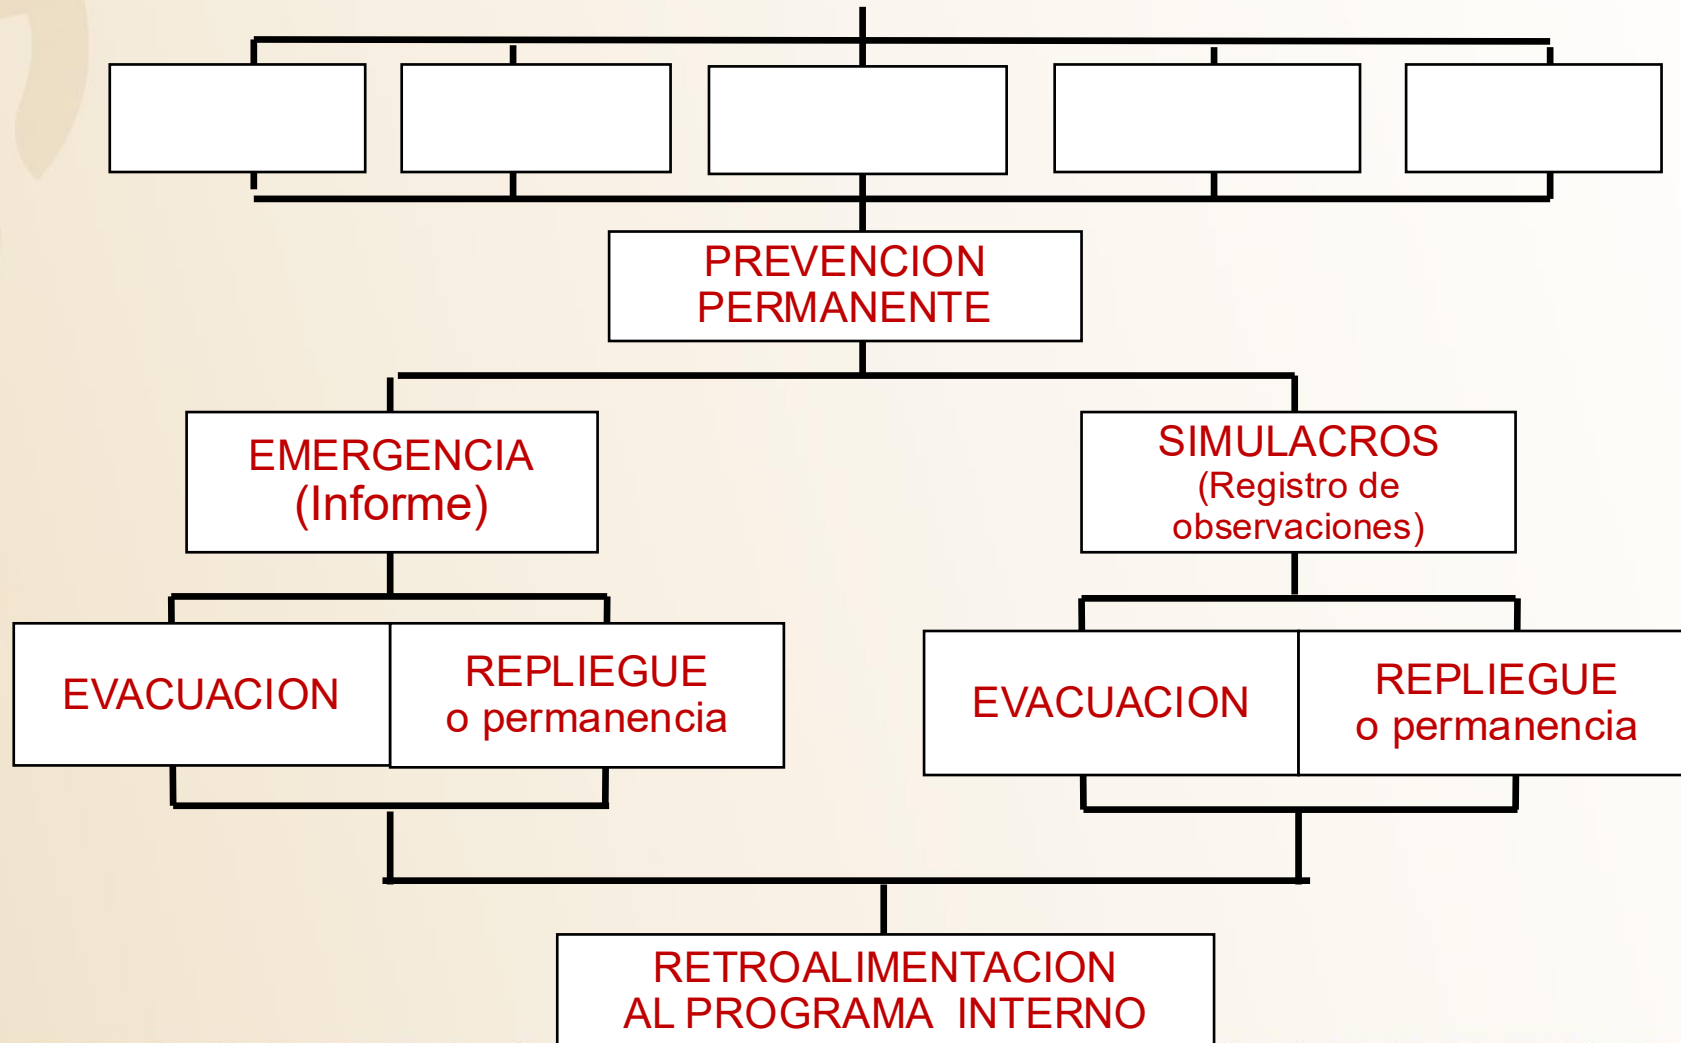 PREVENCION
PERMANENTE
EMERGENCIA
(Informe)
SIMULACROS
(Registro de
observaciones)
EVACUACION
REPLIEGUE
o permanencia
EVACUACION
REPLIEGUE
o permanencia
RETROALIMENTACION
AL PROGRAMA INTERNO